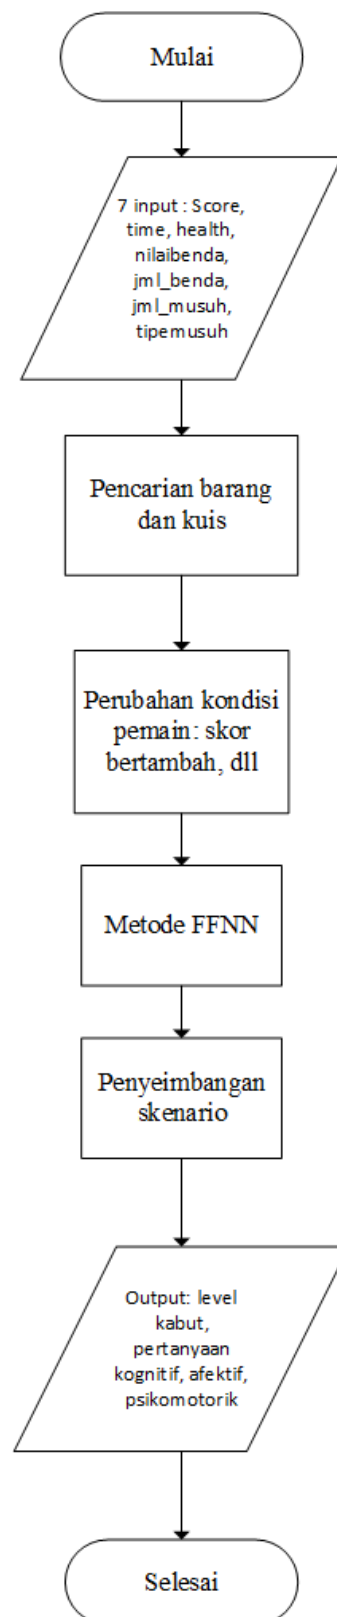 Mulai
7 input : Score,
time, health,
nilaibenda,
jml_benda,
jml_musuh,
tipemusuh
Pencarian barang
dan kuis
Perubahan kondisi
pemain: skor
bertambah, dll
Metode FFNN
Penyeimbangan
skenario
Output: level
kabut,
pertanyaan
kognitif, afektif,
psikomotorik
Selesai